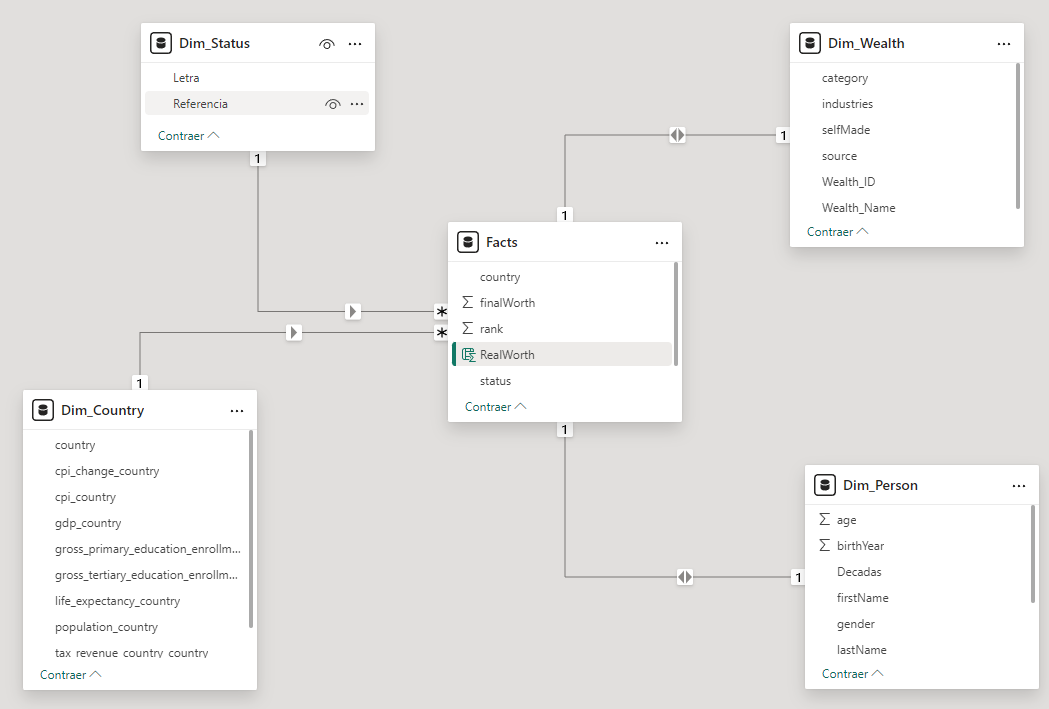 Dim_Status
Letra
Referencia
Contraer
1
Dim_Wealth
category
industries
selfMade
source
Wealth_ID
Wealth_Name
Contraer
1
1
Facts
country
finalWorth
rank
RealWorth
status
Contraer
*
*
1
1
Dim_Country
country
cpi_change_country
cpi_country
gdp_country
gross_primary_education_enrollm...
gross_tertiary_education_enrollm...
life_expectancy_country
population_country
tax_revenue_country_country
Contraer
Dim_Person
age
birthYear
Decadas
firstName
gender
lastName
Contraer
1